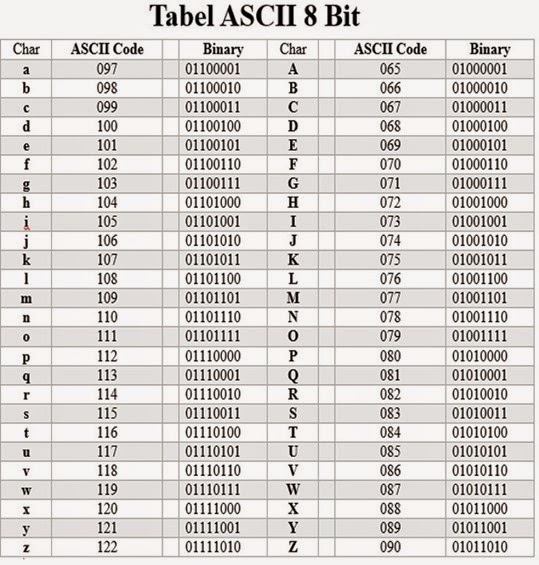 Tabel ASCII 8 Bit
Char ASCII Code Binary Char ASCII Code Binary
a 097 01100001 A 065 01000001
b 098 01100010 B 066 01000010
c 099 01100011 C 067 01000011
d 100 01100100 D 068 01000100
e 101 01100101 E 069 01000101
f 102 01100110 F 070 01000110
g 103 01100111 G 071 01000111
h 104 01101000 H 072 01001000
i 105 01101001 I 073 01001001
j 106 01101010 J 074 01001010
k 107 01101011 K 075 01001011
l 108 01101100 L 076 01001100
m 109 01101101 M 077 01001101
n 110 01101110 N 078 01001110
o 111 01101111 O 079 01001111
p 112 01110000 P 080 01010000
q 113 01110001 Q 081 01010001
r 114 01110010 R 082 01010010
s 115 01110011 S 083 01010011
t 116 01110100 T 084 01010100
u 117 01110101 U 085 01010101
v 118 01110110 V 086 01010110
w 119 01110111 W 087 01010111
x 120 01111000 X 088 01011000
y 121 01111001 Y 089 01011001
z 122 01111010 Z 090 01011010